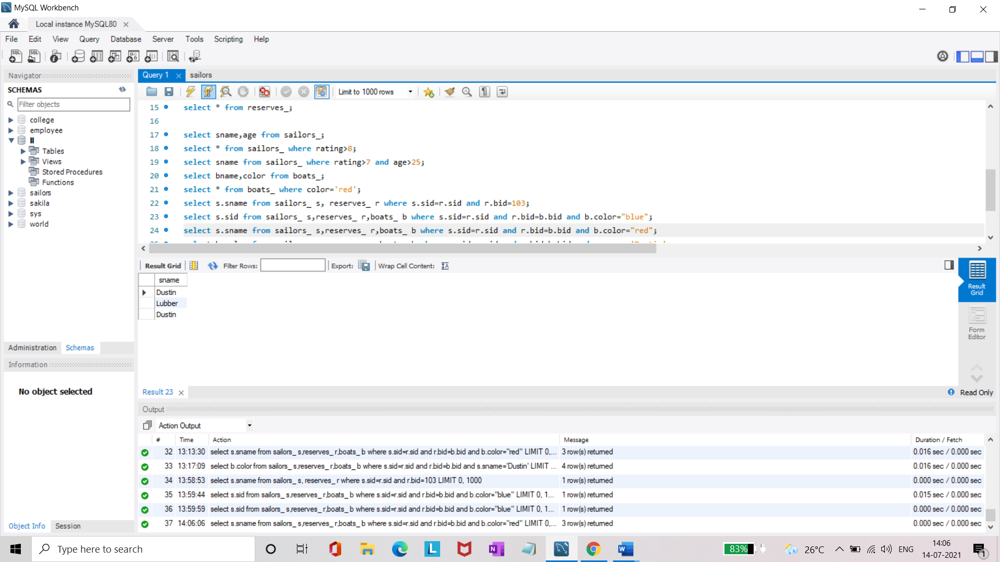 MySQL Workbench
Local instance MySQL80
File Edit View Query Database Server Tools Scripting Help
Navigator
SCHEMAS
Filter objects
college
employee
ll
Tables
Views
Stored Procedures
Functions
sailors
sakila
sys
world
Administration Schemas
Information
No object selected
Object Info Session
Query 1 sailors
Limit to 1000 rows
15 select * from reserves_;
16
17 select sname,age from sailors_;
18 select * from sailors_ where rating>8;
19 select sname from sailors_ where rating>7 and age>25;
20 select bname,color from boats_;
21 select * from boats_ where color='red';
22 select s.sname from sailors_ s, reserves_ r where s.sid=r.sid and r.bid=103;
23 select s.sid from sailors_ s,reserves_ r,boats_ b where s.sid=r.sid and r.bid=b.bid and b.color="blue";
24 select s.sname from sailors_ s,reserves_ r,boats_ b where s.sid=r.sid and r.bid=b.bid and b.color="red";
Result Grid Filter Rows: Export: Wrap Cell Content:
sname
Dustin
Lubber
Dustin
Result Grid
Form Editor
Result 23
Read Only
Output
Action Output
# Time Action Message Duration / Fetch
32 13:13:30 select s.sname from sailors_ s,reserves_ r,boats_ b where s.sid=r.sid and r.bid=b.bid and b.color="red" LIMIT 0,... 3 row(s) returned 0.016 sec / 0.000 sec
33 13:17:09 select b.color from sailors_ s,reserves_ r,boats_ b where s.sid=r.sid and r.bid=b.bid and s.sname='Dustin' LIMIT ... 4 row(s) returned 0.016 sec / 0.000 sec
34 13:58:53 select s.sname from sailors_ s, reserves_ r where s.sid=r.sid and r.bid=103 LIMIT 0, 1000 1 row(s) returned 0.000 sec / 0.000 sec
35 13:59:44 select s.sid from sailors_ s,reserves_ r,boats_ b where s.sid=r.sid and r.bid=b.bid and b.color="blue" LIMIT 0, 1... 1 row(s) returned 0.015 sec / 0.000 sec
36 13:59:59 select s.sid from sailors_ s,reserves_ r,boats_ b where s.sid=r.sid and r.bid=b.bid and b.color="blue" LIMIT 0, 1... 1 row(s) returned 0.000 sec / 0.000 sec
37 14:06:06 select s.sname from sailors_ s,reserves_ r,boats_ b where s.sid=r.sid and r.bid=b.bid and b.color="red" LIMIT 0,... 3 row(s) returned 0.000 sec / 0.000 sec
Type here to search
83% 26°C ENG 14:06
14-07-2021
1